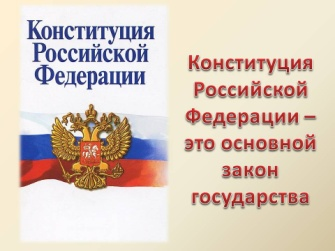 Конституция
Российской
Федерации
Конституция
Российской
Федерации –
это основной
закон
государства